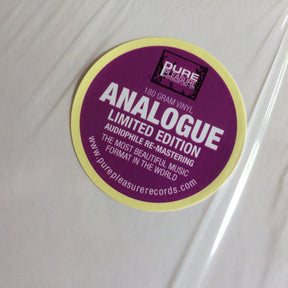 PURE
PLEASURE
180 GRAM VINYL
ANALOGUE
LIMITED EDITION
AUDIOPHILE RE-MASTERING
THE MOST BEAUTIFUL MUSIC
FORMAT IN THE WORLD
www.purepleasurerecords.com